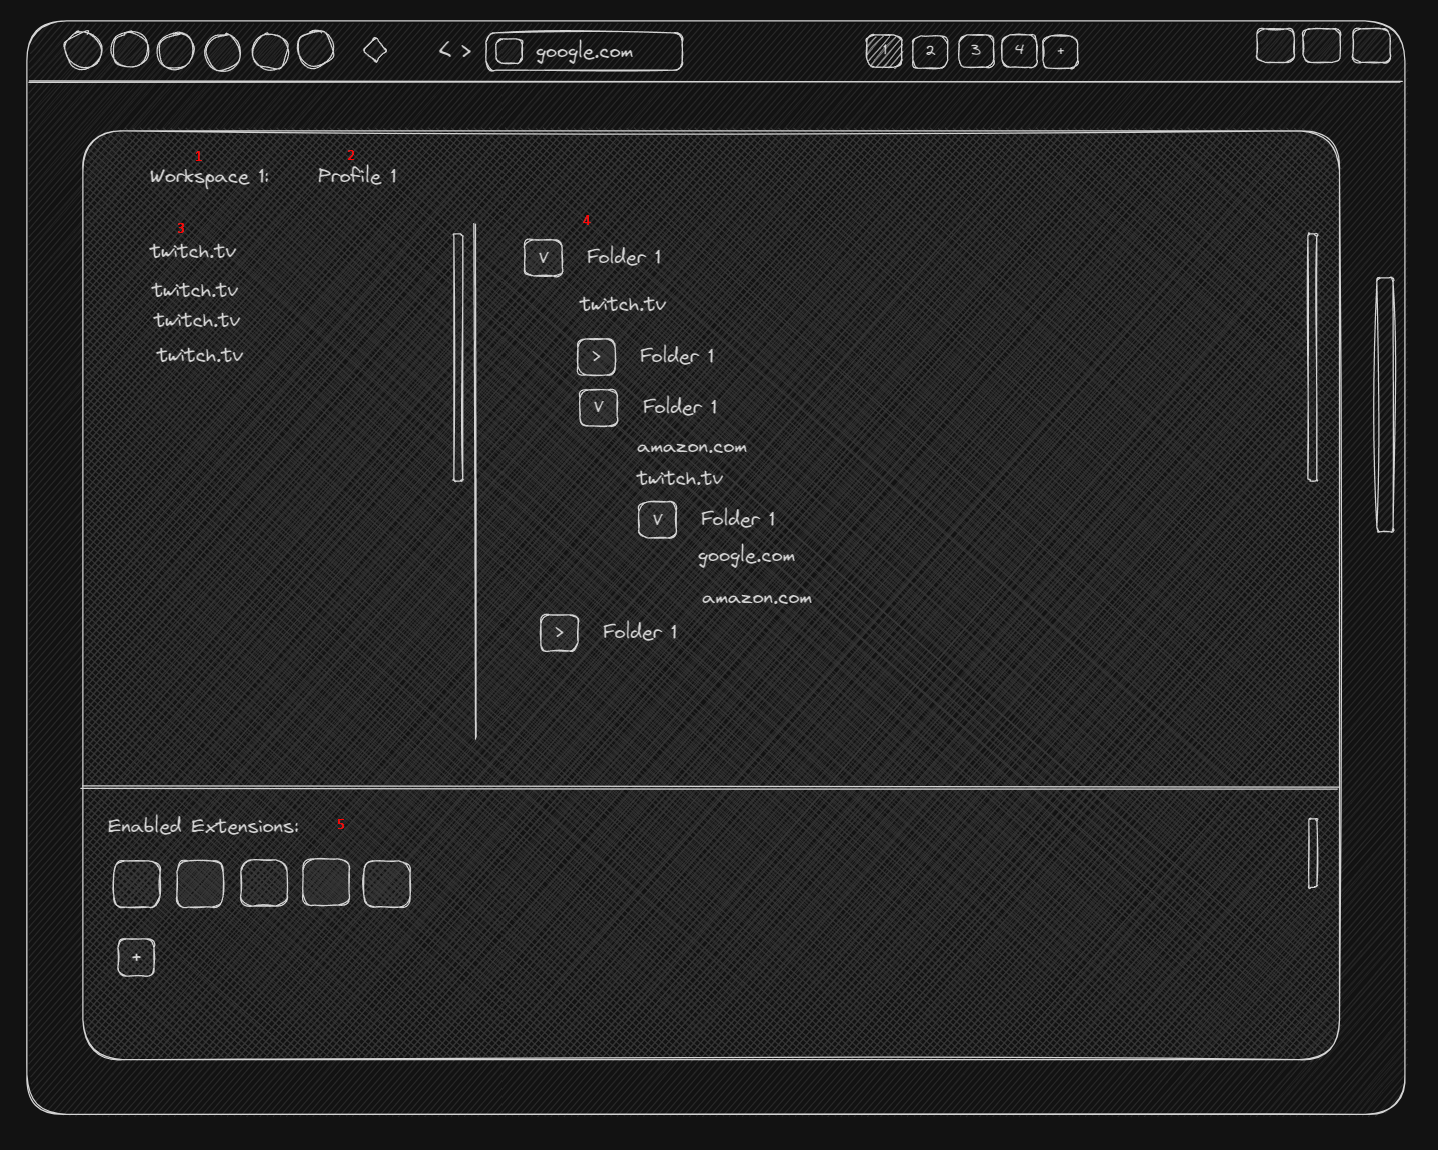 < > google.com 1 2 3 4 +
1 2
Workspace 1: Profile 1
3
twitch.tv
twitch.tv
twitch.tv
twitch.tv
4
V Folder 1
twitch.tv
> Folder 1
V Folder 1
amazon.com
twitch.tv
V Folder 1
google.com
amazon.com
> Folder 1
Enabled Extensions: 5
+